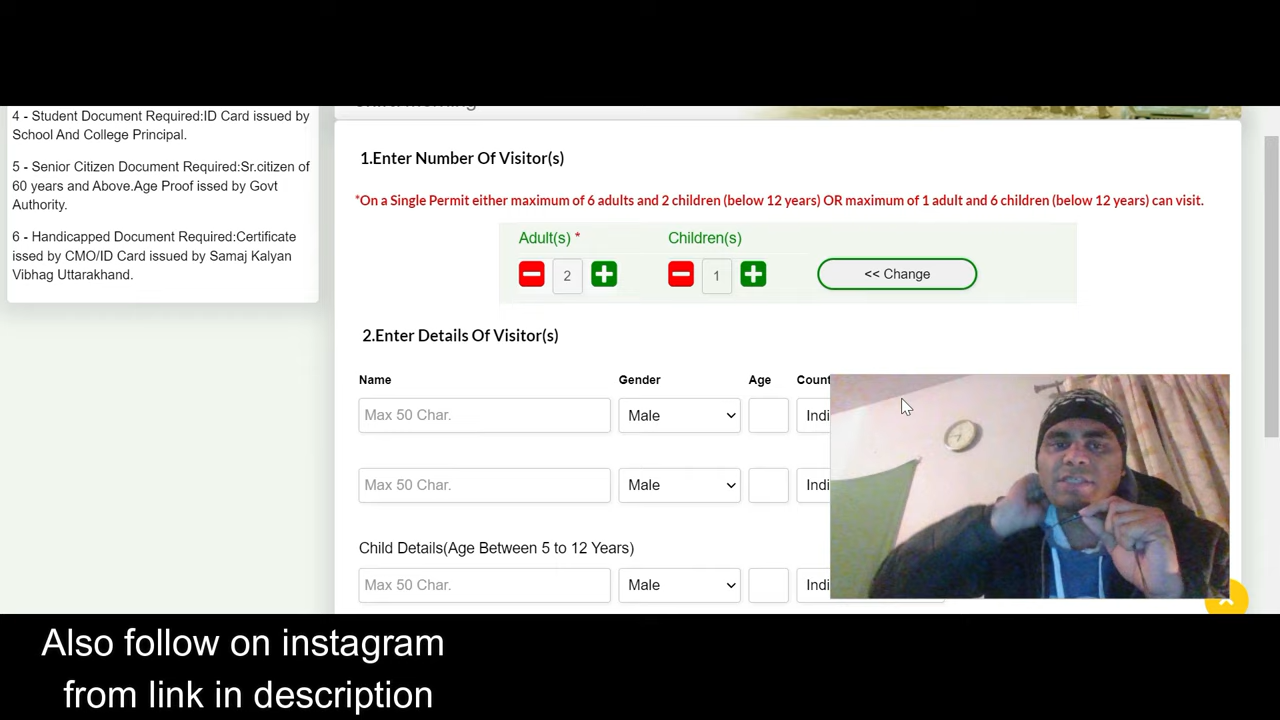 4 - Student Document Required:ID Card issued by
School And College Principal.
5 - Senior Citizen Document Required:Sr.citizen of
60 years and Above.Age Proof issed by Govt
Authority.
6 - Handicapped Document Required:Certificate
issed by CMO/ID Card issued by Samaj Kalyan
Vibhag Uttarakhand.
1.Enter Number Of Visitor(s)
*On a Single Permit either maximum of 6 adults and 2 children (below 12 years) OR maximum of 1 adult and 6 children (below 12 years) can visit.
Adult(s) * Children(s)
2 1 << Change
2.Enter Details Of Visitor(s)
Name Gender Age Count
Max 50 Char. Male Indi
Max 50 Char. Male Indi
Child Details(Age Between 5 to 12 Years)
Max 50 Char. Male Indi
Also follow on instagram
from link in description